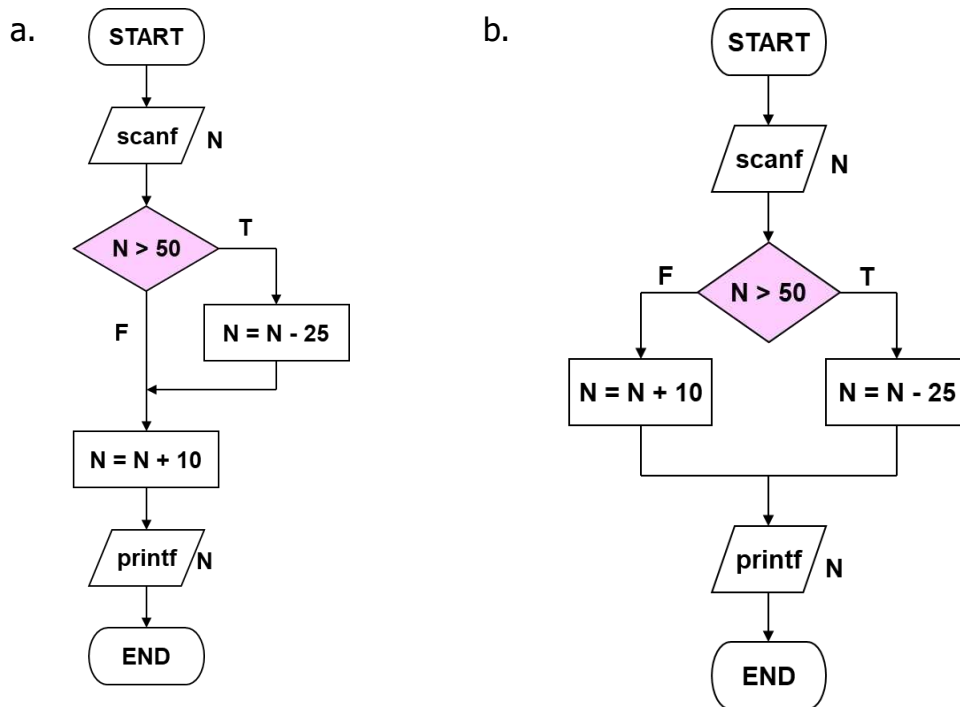 a.
START
scanf N
N > 50
T
F
N = N - 25
N = N + 10
printf N
END
b.
START
scanf N
N > 50
F
T
N = N + 10
N = N - 25
printf N
END